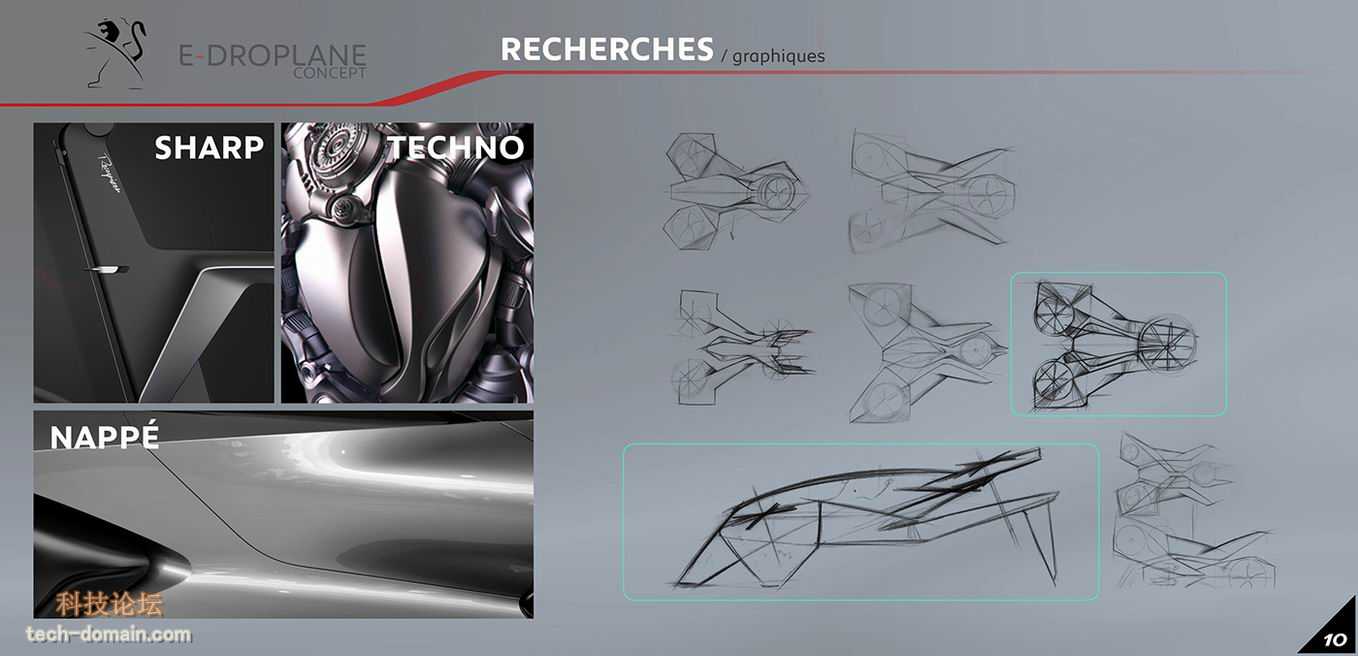 E-DROPLANE
CONCEPT
RECHERCHES / graphiques
SHARP
TECHNO
NAPPÉ
科技论坛
tech-domain.com
10